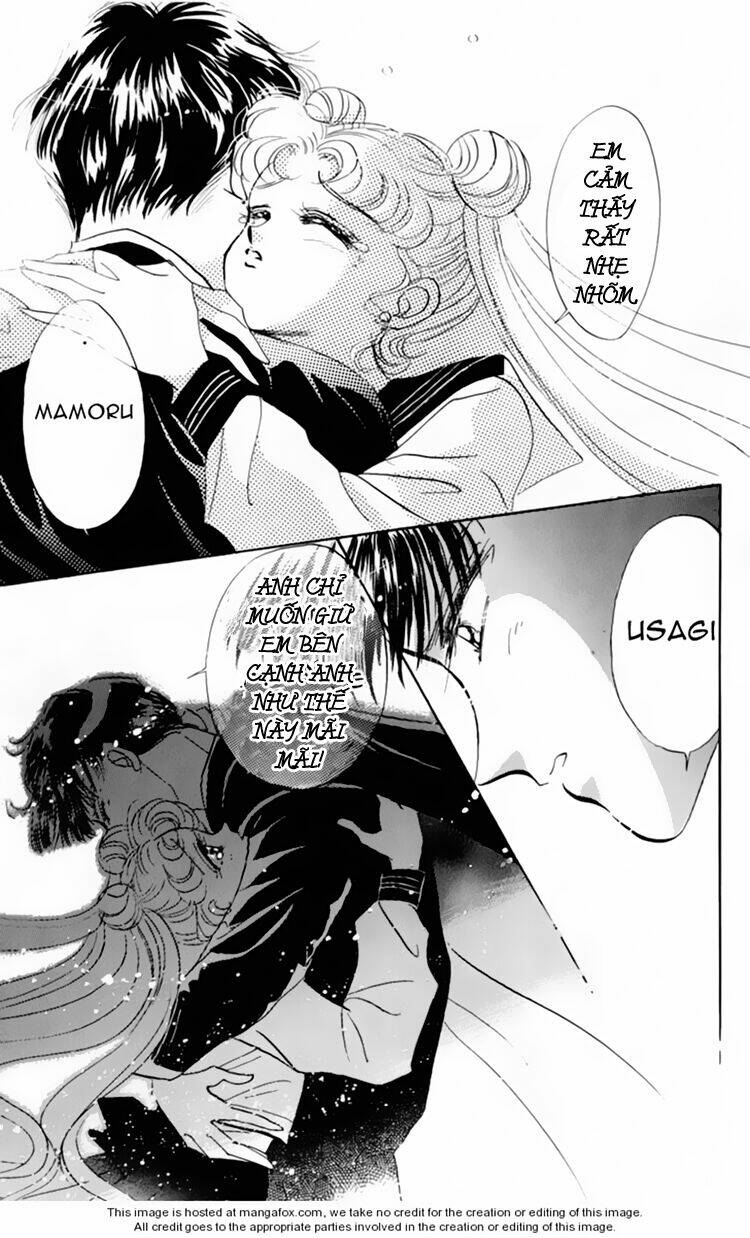 EM
CẢM
THẤY
RẤT
NHẸ
NHÕM.
MAMORU
USAGI
ANH CHỈ
MUỐN GIỮ
EM BÊN
CẠNH ANH
NHƯ THẾ
NÀY MÃI
MÃI!
This image is hosted at mangafox.com, we take no credit for the creation or editing of this image.
All credit goes to the appropriate parties involved in the creation or editing of this image.